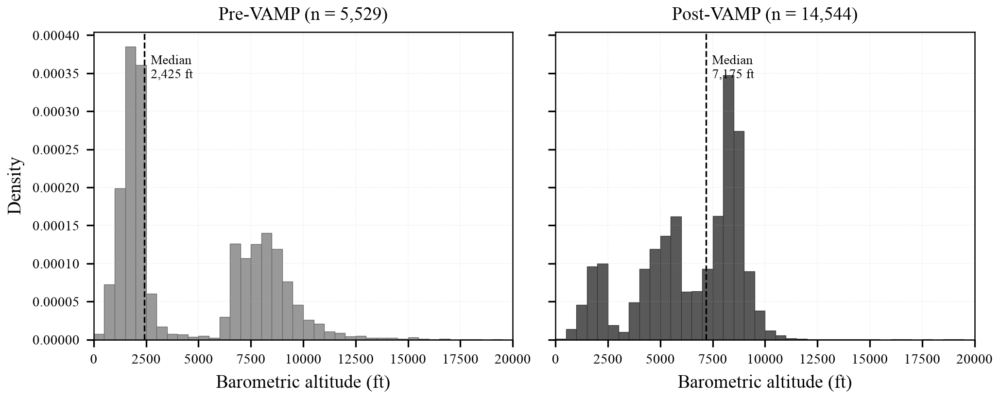 Pre-VAMP (n = 5,529)
Post-VAMP (n = 14,544)
Density
0.00040
0.00035
0.00030
0.00025
0.00020
0.00015
0.00010
0.00005
0.00000
Median
2,425 ft
0 2500 5000 7500 10000 12500 15000 17500 20000
Barometric altitude (ft)
Median
7,175 ft
0 2500 5000 7500 10000 12500 15000 17500 20000
Barometric altitude (ft)